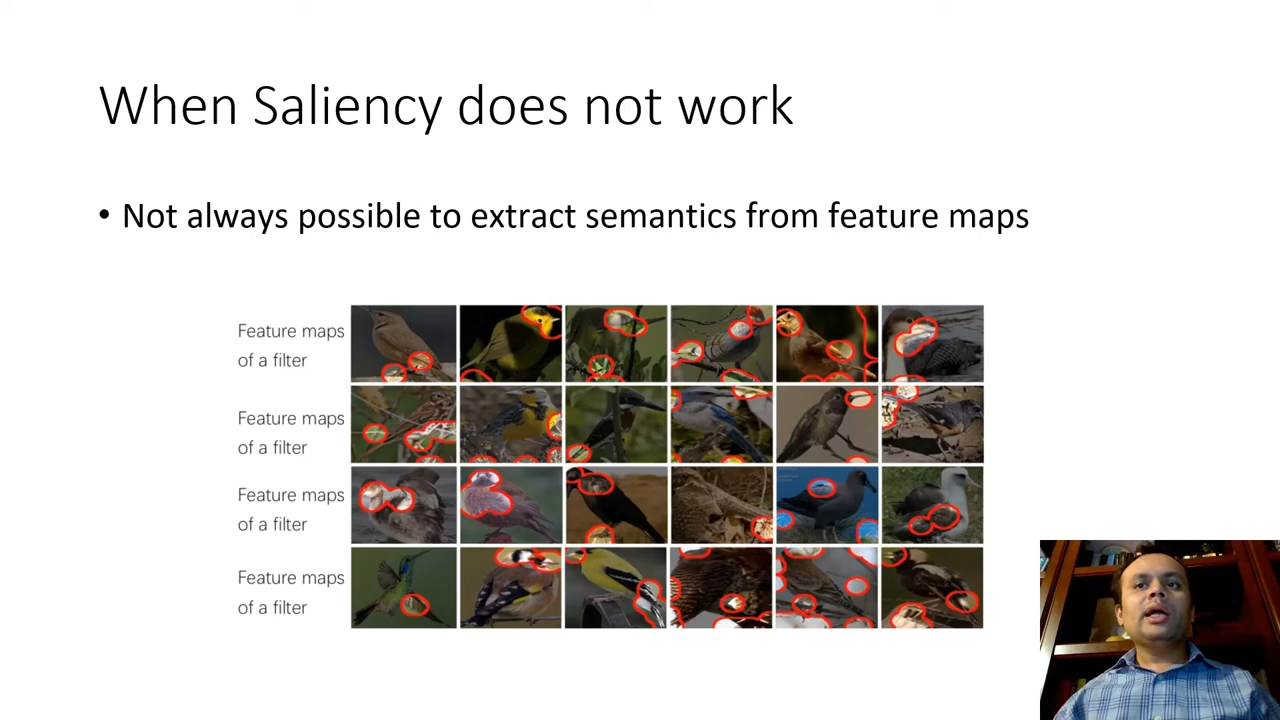 When Saliency does not work
• Not always possible to extract semantics from feature maps
Feature maps
of a filter
Feature maps
of a filter
Feature maps
of a filter
Feature maps
of a filter